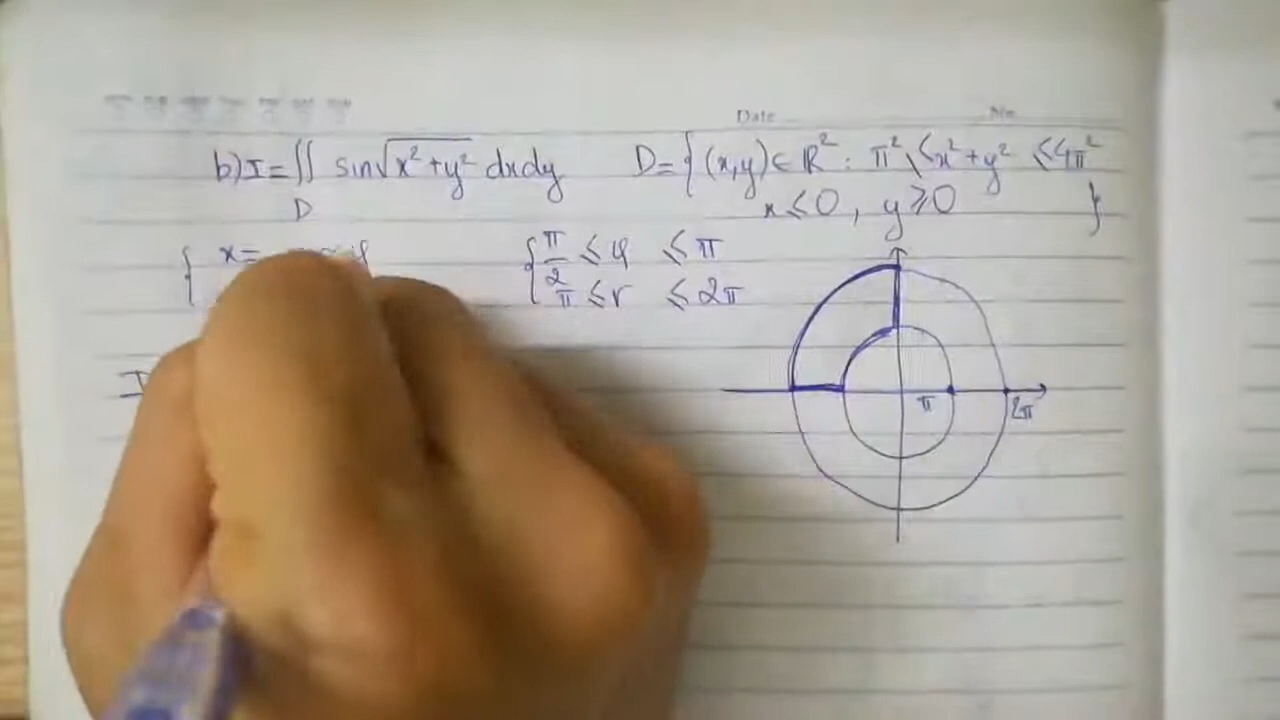 Date No.
b) I = ∬ sin√x²+y² dxdy D = { (x,y) ∈ ℝ² : π² ≤ x²+y² ≤ 4π²
D x ≤ 0 , y ≥ 0 }
{ x = { π/2 ≤ φ ≤ π
π ≤ r ≤ 2π
I
π 2π